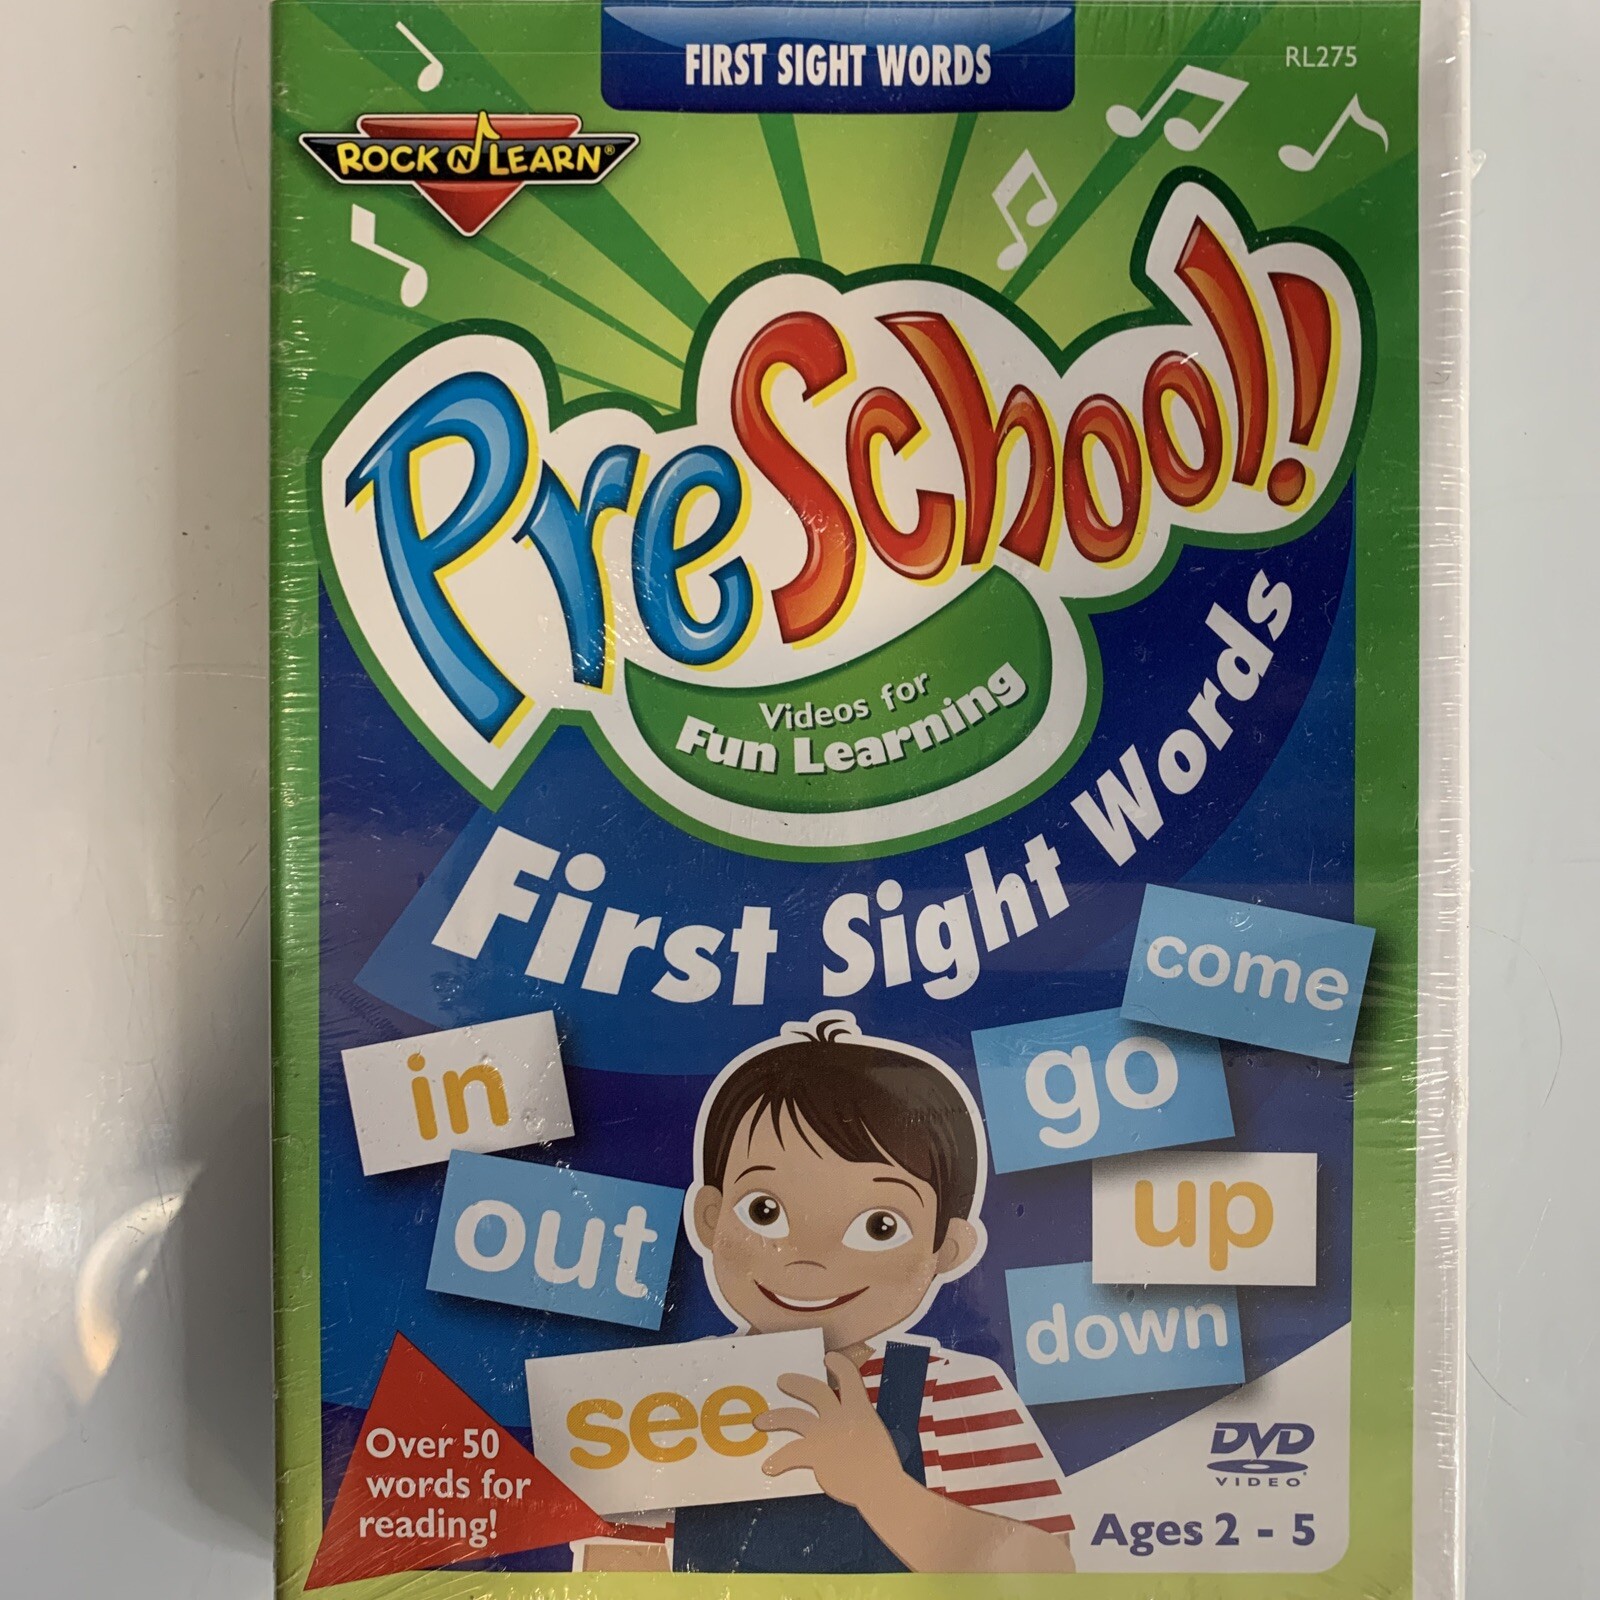 FIRST SIGHT WORDS
RL275
ROCK N LEARN®
PreSchool!
Videos for
Fun Learning
First Sight Words
come
in
go
out
up
down
see
Over 50
words for
reading!
DVD
VIDEO
Ages 2 - 5